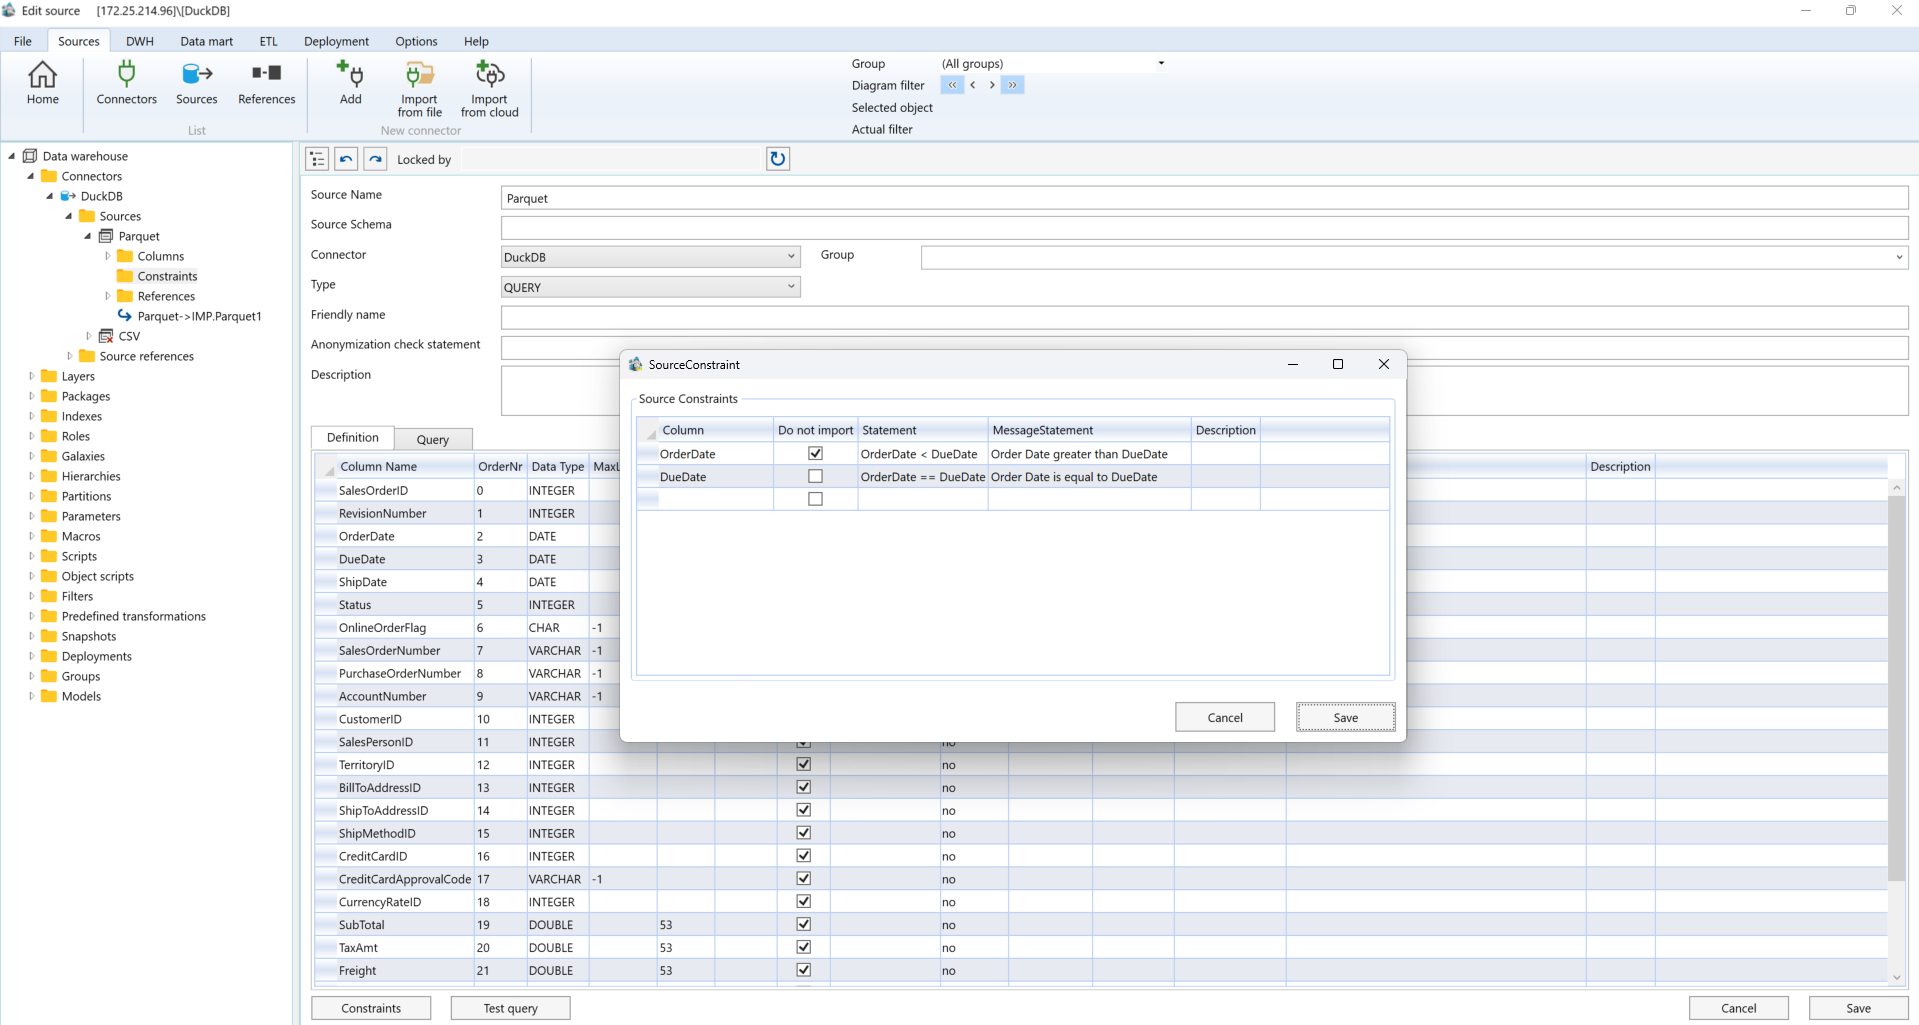 Edit source [172.25.214.96]\[DuckDB]
File Sources DWH Data mart ETL Deployment Options Help
Home
Connectors
Sources
References
List
Add
Import from file
Import from cloud
New connector
Group (All groups)
Diagram filter « < > »
Selected object
Actual filter
Data warehouse
Connectors
DuckDB
Sources
Parquet
Columns
Constraints
References
Parquet->IMP.Parquet1
CSV
Source references
Layers
Packages
Indexes
Roles
Galaxies
Hierarchies
Partitions
Parameters
Macros
Scripts
Object scripts
Filters
Predefined transformations
Snapshots
Deployments
Groups
Models
Locked by
Source Name Parquet
Source Schema
Connector DuckDB Group
Type QUERY
Friendly name
Anonymization check statement
Description
Definition Query
Column Name OrderNr Data Type Description
SalesOrderID 0 INTEGER
RevisionNumber 1 INTEGER
OrderDate 2 DATE
DueDate 3 DATE
ShipDate 4 DATE
Status 5 INTEGER
OnlineOrderFlag 6 CHAR -1
SalesOrderNumber 7 VARCHAR -1
PurchaseOrderNumber 8 VARCHAR -1
AccountNumber 9 VARCHAR -1
CustomerID 10 INTEGER
SalesPersonID 11 INTEGER
TerritoryID 12 INTEGER no
BillToAddressID 13 INTEGER no
ShipToAddressID 14 INTEGER no
ShipMethodID 15 INTEGER no
CreditCardID 16 INTEGER no
CreditCardApprovalCode 17 VARCHAR -1 no
CurrencyRateID 18 INTEGER no
SubTotal 19 DOUBLE 53 no
TaxAmt 20 DOUBLE 53 no
Freight 21 DOUBLE 53 no
Constraints Test query Cancel Save
SourceConstraint
Source Constraints
Column Do not import Statement MessageStatement Description
OrderDate OrderDate < DueDate Order Date greater than DueDate
DueDate OrderDate == DueDate Order Date is equal to DueDate
Cancel Save